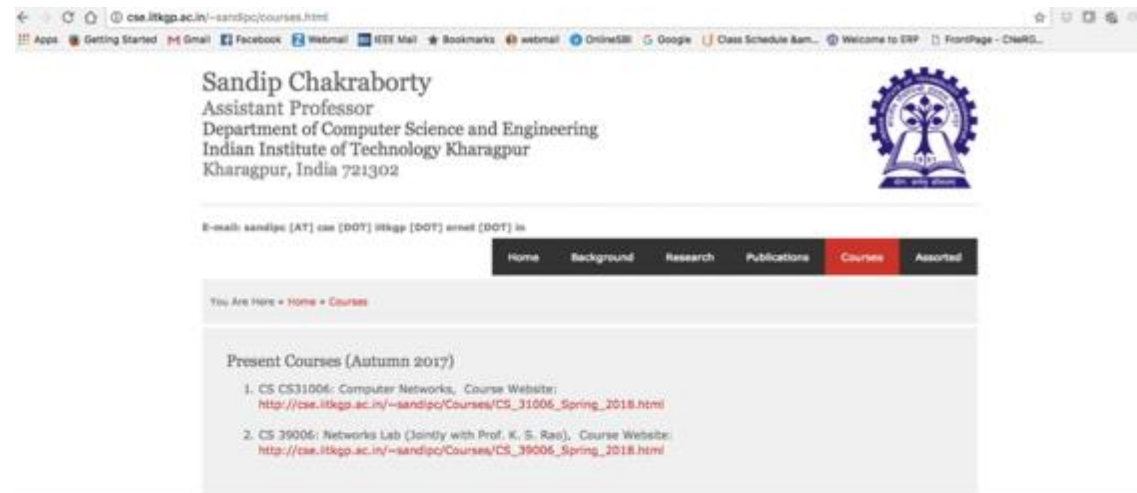 cse.iitkgp.ac.in/~sandipc/courses.html
Apps Getting Started Gmail Facebook Webmail IEEE Mail Bookmarks webmail OnlineSBI Google Class Schedule &am... Welcome to ERP FrontPage - CNeRG...
Sandip Chakraborty
Assistant Professor
Department of Computer Science and Engineering
Indian Institute of Technology Kharagpur
Kharagpur, India 721302
E-mail: sandipc [AT] cse [DOT] iitkgp [DOT] ernet [DOT] in
Home Background Research Publications Courses Assorted
You Are Here » Home » Courses
Present Courses (Autumn 2017)
1. CS CS31006: Computer Networks, Course Website:
http://cse.iitkgp.ac.in/~sandipc/Courses/CS_31006_Spring_2018.html
2. CS 39006: Networks Lab (Jointly with Prof. K. S. Rao), Course Website:
http://cse.iitkgp.ac.in/~sandipc/Courses/CS_39006_Spring_2018.html